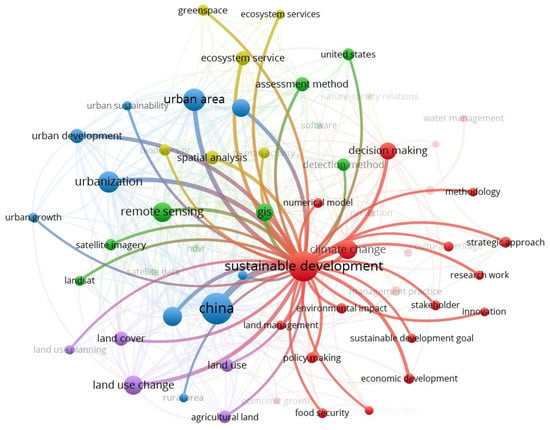 greenspace
ecosystem services
ecosystem service
united states
urban area
assessment method
nature-society relations
urban sustainability
software
water management
urban development
decision making
spatial analysis
detection method
urbanization
methodology
numerical model
remote sensing
gis
urban growth
satellite imagery
ndvi
climate change
strategic approach
sustainable development
satellite data
research work
landsat
management practice
china
environmental impact
stakeholder
innovation
land management
land cover
sustainable development goal
land use planning
policy making
land use
economic development
land use change
rural area
economic growth
food security
agricultural land